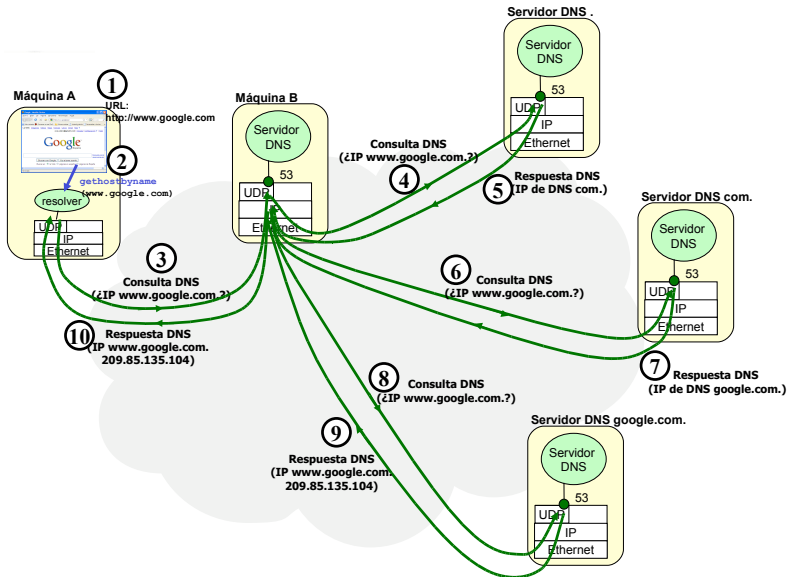 Servidor DNS .
Servidor
DNS
53
UDP
IP
Ethernet
1
URL:
http://www.google.com
Máquina A
Google
2
gethostbyname
(www.google.com)
resolver
UDP
IP
Ethernet
Máquina B
Servidor
DNS
53
UDP
IP
Ethernet
Consulta DNS
(¿IP www.google.com.?)
4
5
Respuesta DNS
(IP de DNS com.)
Servidor DNS com.
Servidor
DNS
53
UDP
IP
Ethernet
3
Consulta DNS
(¿IP www.google.com.?)
6
Consulta DNS
(¿IP www.google.com.?)
10
Respuesta DNS
(IP www.google.com.
209.85.135.104)
7
Respuesta DNS
(IP de DNS google.com.)
8
Consulta DNS
(¿IP www.google.com.?)
9
Respuesta DNS
(IP www.google.com.
209.85.135.104)
Servidor DNS google.com.
Servidor
DNS
53
UDP
IP
Ethernet